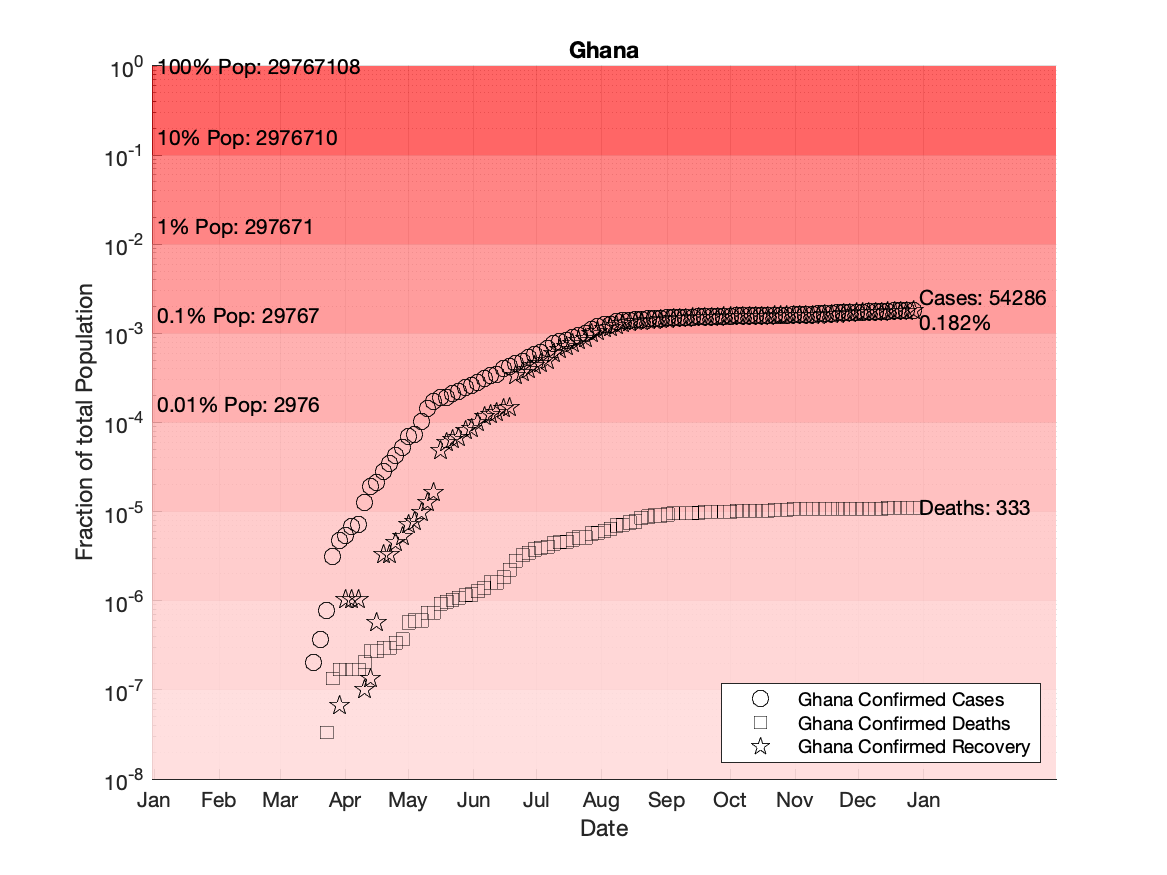 Ghana
10^0
10^-1
10^-2
10^-3
10^-4
10^-5
10^-6
10^-7
10^-8
Fraction of total Population
100% Pop: 29767108
10% Pop: 2976710
1% Pop: 297671
0.1% Pop: 29767
0.01% Pop: 2976
Cases: 54286
0.182%
Deaths: 333
Ghana Confirmed Cases
Ghana Confirmed Deaths
Ghana Confirmed Recovery
Jan Feb Mar Apr May Jun Jul Aug Sep Oct Nov Dec Jan
Date